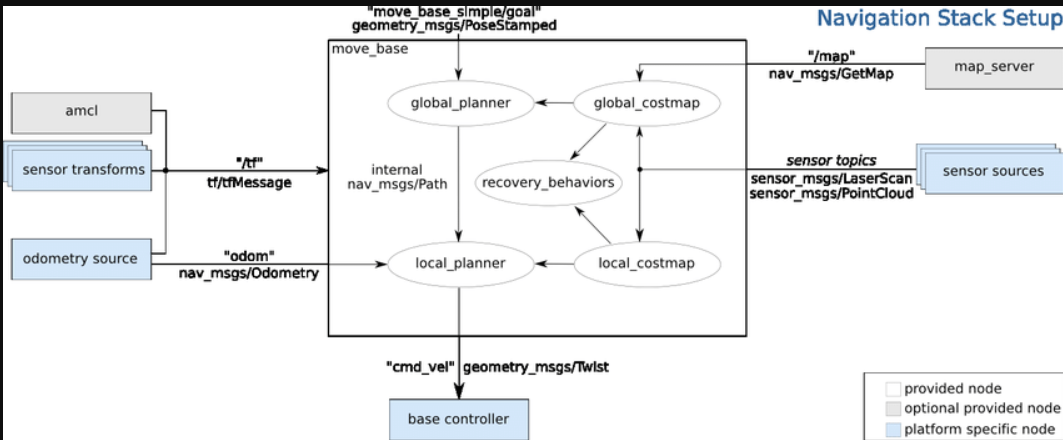 "move_base_simple/goal"
geometry_msgs/PoseStamped
Navigation Stack Setup
move_base
"/map"
nav_msgs/GetMap
map_server
amcl
global_planner
global_costmap
sensor transforms
"/tf"
tf/tfMessage
internal
nav_msgs/Path
recovery_behaviors
sensor topics
sensor_msgs/LaserScan
sensor_msgs/PointCloud
sensor sources
odometry source
"odom"
nav_msgs/Odometry
local_planner
local_costmap
"cmd_vel" geometry_msgs/Twist
base controller
provided node
optional provided node
platform specific node